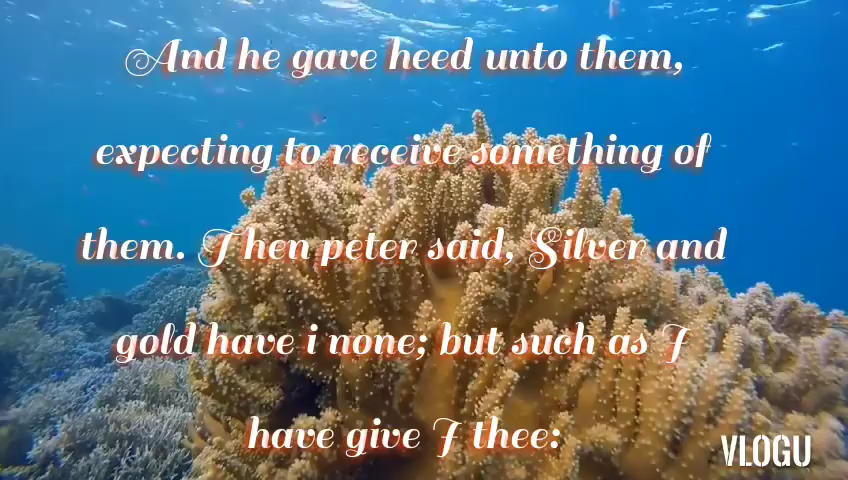 And he gave heed unto them,
expecting to receive something of
them. Then peter said, Silver and
gold have i none; but such as I
have give I thee:
VLOGU